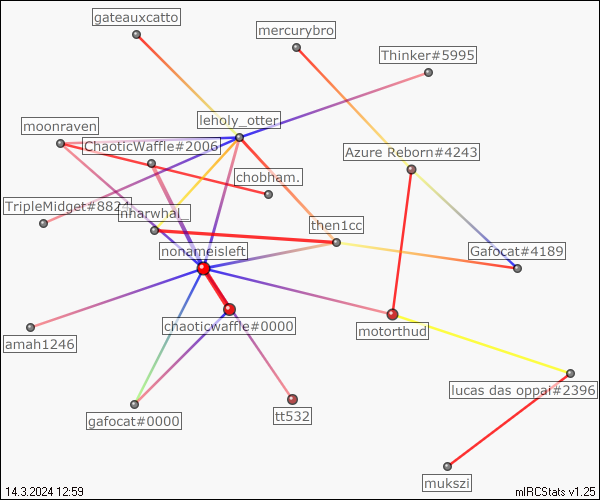 gateauxcatto
mercurybro
Thinker#5995
leholy_otter
moonraven
ChaoticWaffle#2006
Azure Reborn#4243
chobham.
TripleMidget#8824
nharwhal_
then1cc
nonameisleft
Gafocat#4189
chaoticwaffle#0000
motorthud
amah1246
lucas das oppai#2396
gafocat#0000
tt532
mukszi
14.3.2024 12:59
mIRCStats v1.25